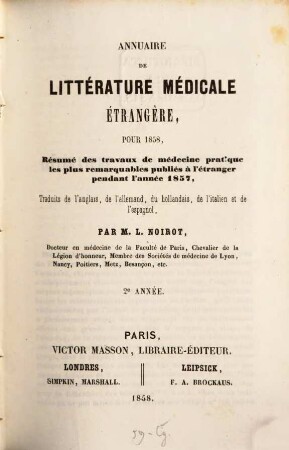 ANNUAIRE
DE
LITTÉRATURE MÉDICALE
ÉTRANGÈRE,
POUR 1858,
Résumé des travaux de médecine pratique
les plus remarquables publiés à l'étranger
pendant l'année 1857,
Traduits de l'anglais, de l'allemand, du hollandais, de l'italien et de
l'espagnol,
PAR M. L. NOIROT,
Docteur en médecine de la Faculté de Paris, Chevalier de la
Légion d'honneur, Membre des Sociétés de médecine de Lyon,
Nancy, Poitiers, Metz, Besançon, etc.
2e ANNÉE.
PARIS,
VICTOR MASSON, LIBRAIRE-ÉDITEUR.
LONDRES, LEIPSICK,
SIMPKIN, MARSHALL. F. A. BROCKAUS.
1858.